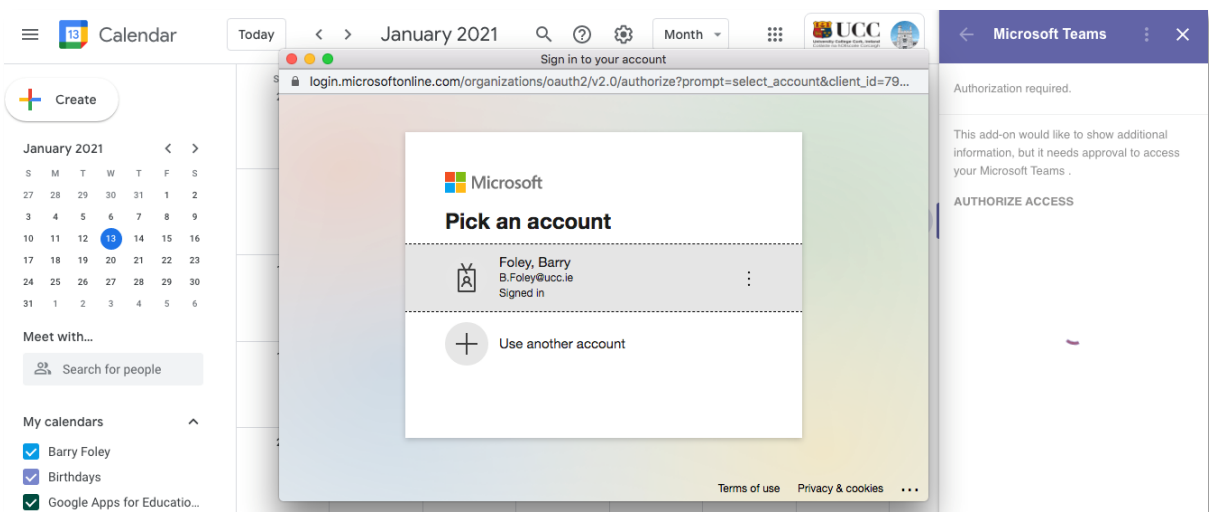 13
Calendar
Today
January 2021
Month
UCC
Microsoft Teams
Sign in to your account
login.microsoftonline.com/organizations/oauth2/v2.0/authorize?prompt=select_account&client_id=79...
Create
January 2021
S M T W T F S
27 28 29 30 31 1 2
3 4 5 6 7 8 9
10 11 12 13 14 15 16
17 18 19 20 21 22 23
24 25 26 27 28 29 30
31 1 2 3 4 5 6
Meet with...
Search for people
My calendars
Barry Foley
Birthdays
Google Apps for Educatio...
Microsoft
Pick an account
Foley, Barry
B.Foley@ucc.ie
Signed in
Use another account
Terms of use Privacy & cookies
Authorization required.
This add-on would like to show additional
information, but it needs approval to access
your Microsoft Teams .
AUTHORIZE ACCESS